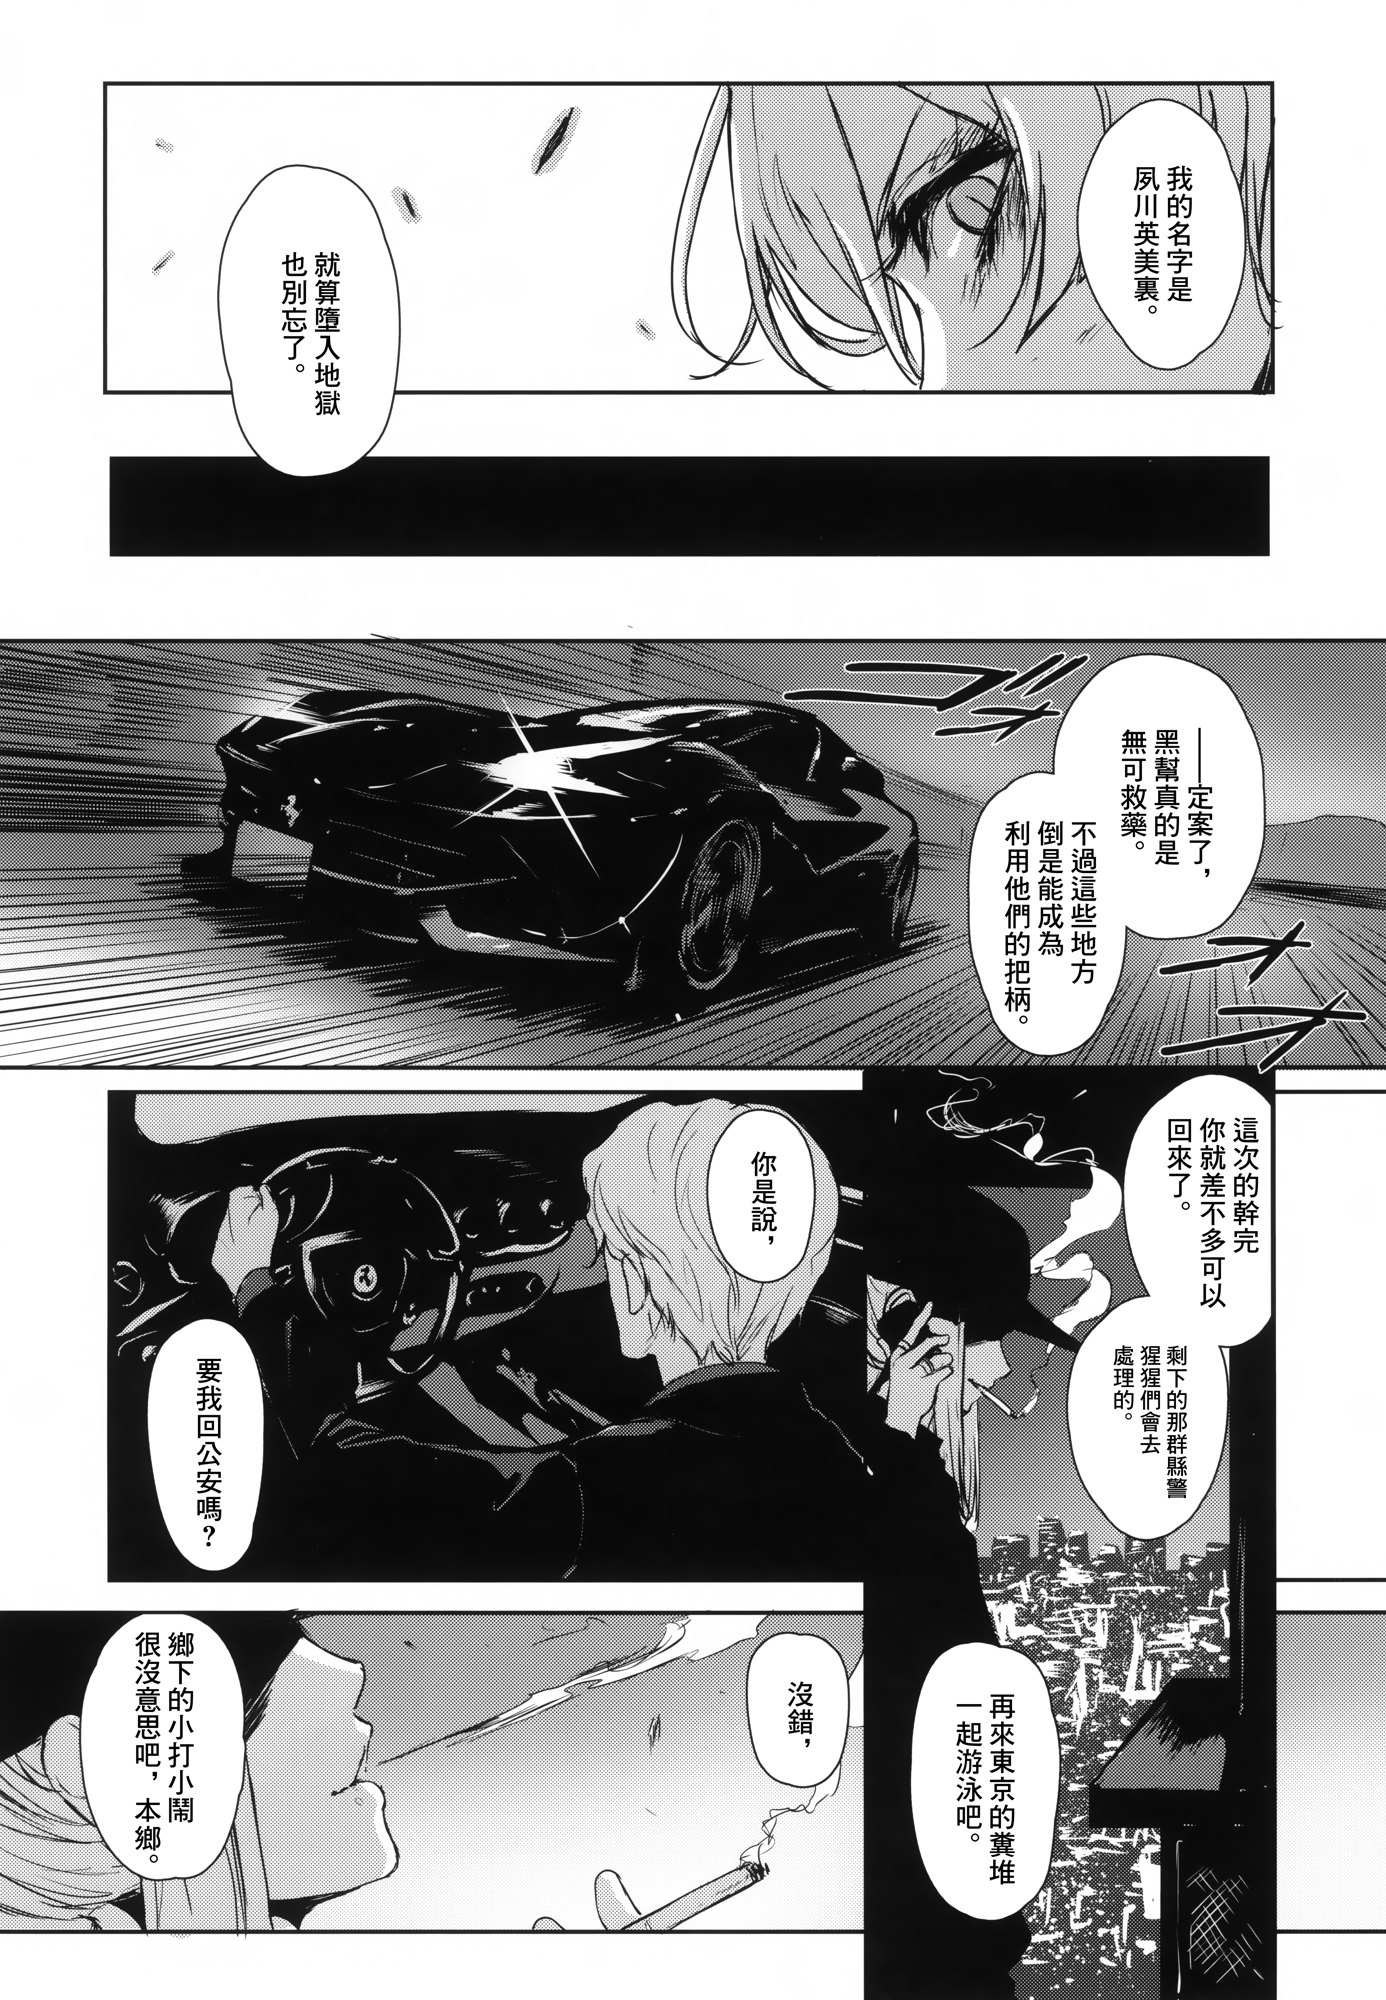 我的名字是
夙川英美裏。
就算墮入地獄
也別忘了。
——定案了，
黑幫真的是
無可救藥。
不過這些地方
倒是能成為
利用他們的把柄。
這次的幹完
你就差不多可以
回來了。
剩下的那群縣警
猩猩們會去
處理的。
你是說，
要我回公安嗎？
再來東京的糞堆
一起游泳吧。
沒錯，
鄉下的小打小鬧
很沒意思吧，本鄉。